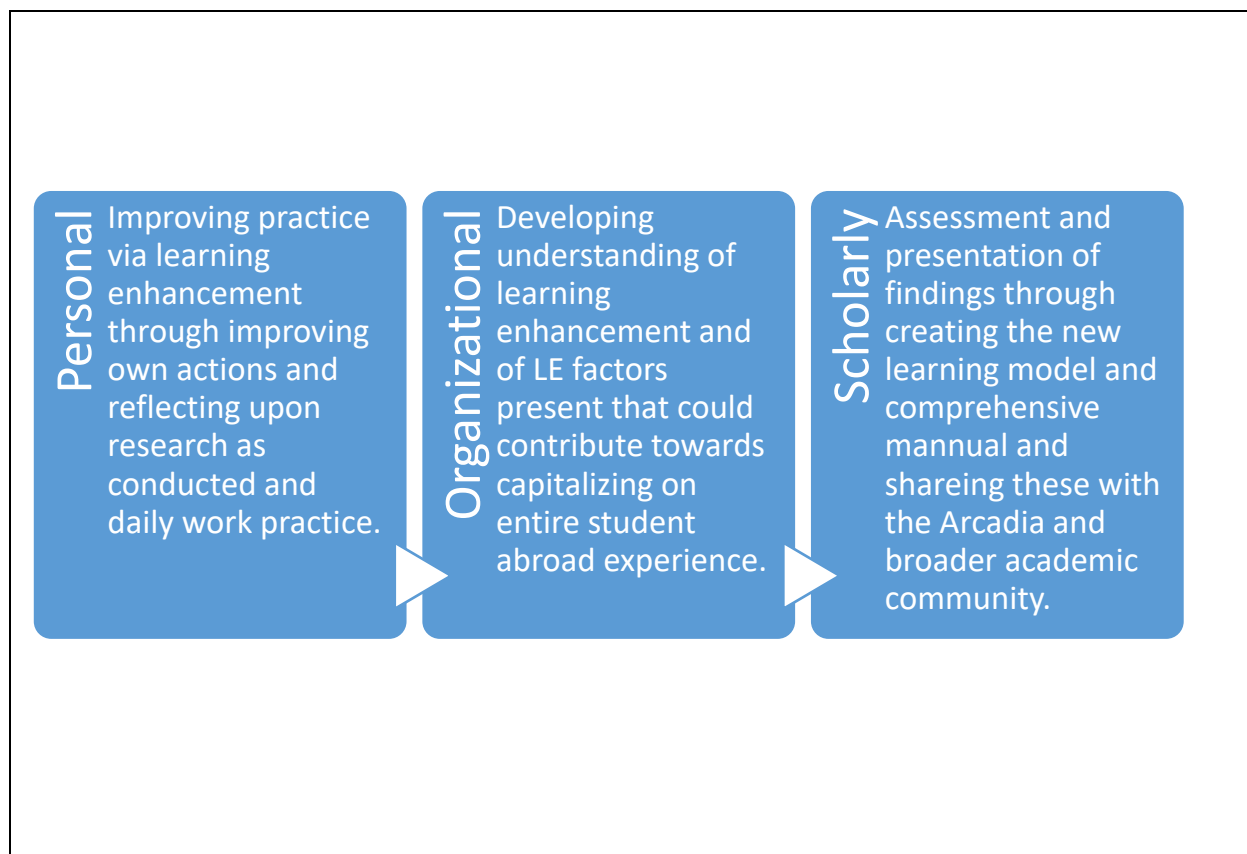 Personal
Improving practice
via learning
enhancement
through improving
own actions and
reflecting upon
research as
conducted and
daily work practice.
Organizational
Developing
understanding of
learning
enhancement and
of LE factors
present that could
contribute towards
capitalizing on
entire student
abroad experience.
Scholarly
Assessment and
presentation of
findings through
creating the new
learning model and
comprehensive
mannual and
shareing these with
the Arcadia and
broader academic
community.